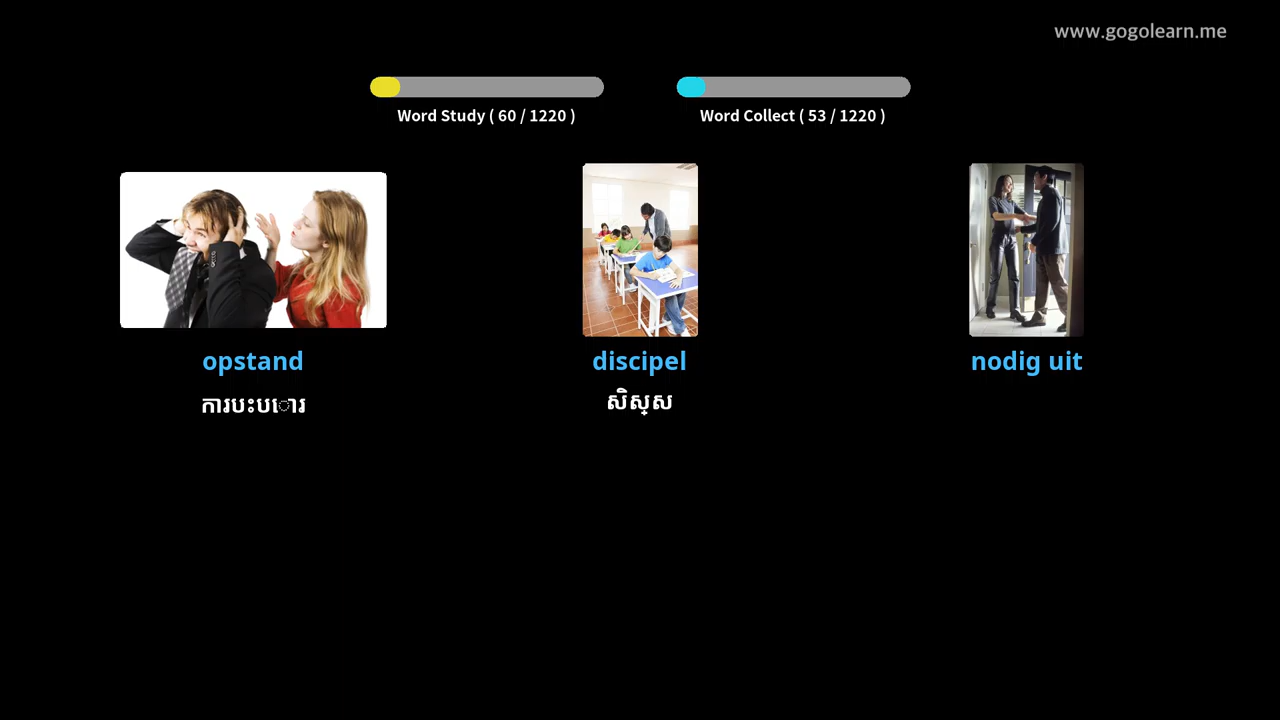 www.gogolearn.me
Word Study ( 60 / 1220 )
Word Collect ( 53 / 1220 )
opstand
discipel
nodig uit
ការបះបោរ
សិស្ស